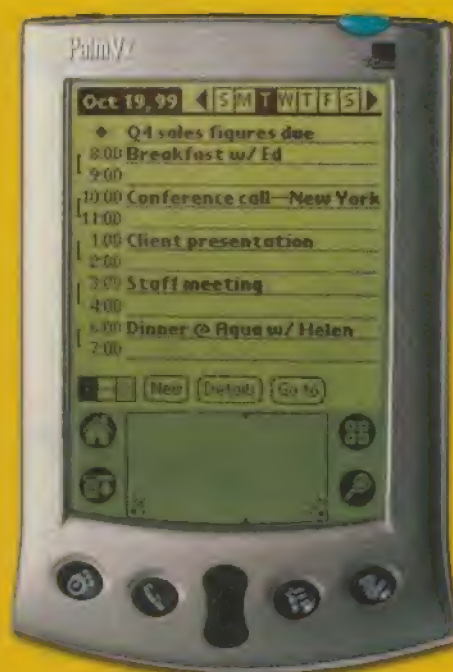 PalmV
Oct 19, 99 S M T W T F S
Q4 sales figures due
8:00 Breakfast w/ Ed
9:00
10:00 Conference call—New York
11:00
1:00 Client presentation
2:00
3:00 Staff meeting
4:00
6:00 Dinner @ Aqua w/ Helen
7:00
New Details Go to